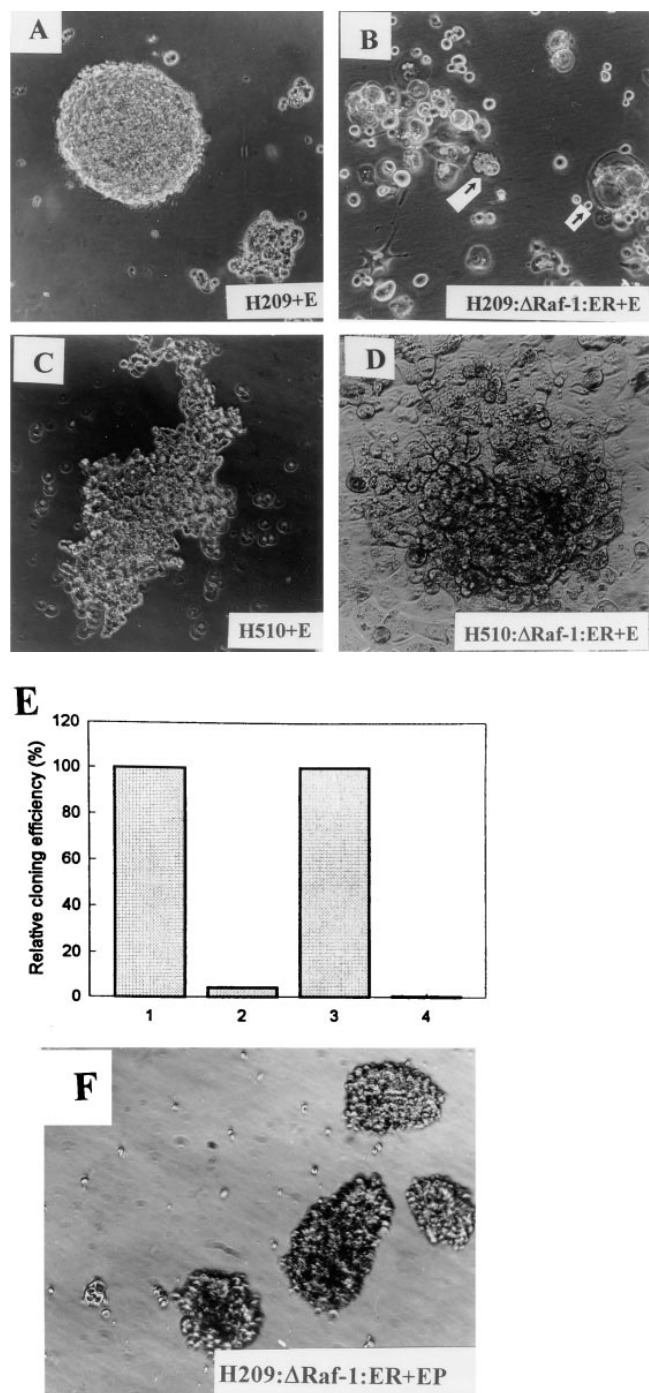 A
H209+E
B
H209:ΔRaf-1:ER+E
C
H510+E
D
H510:ΔRaf-1:ER+E
E
Relative cloning efficiency (%)
120
100
80
60
40
20
0
1 2 3 4
F
H209:ΔRaf-1:ER+EP